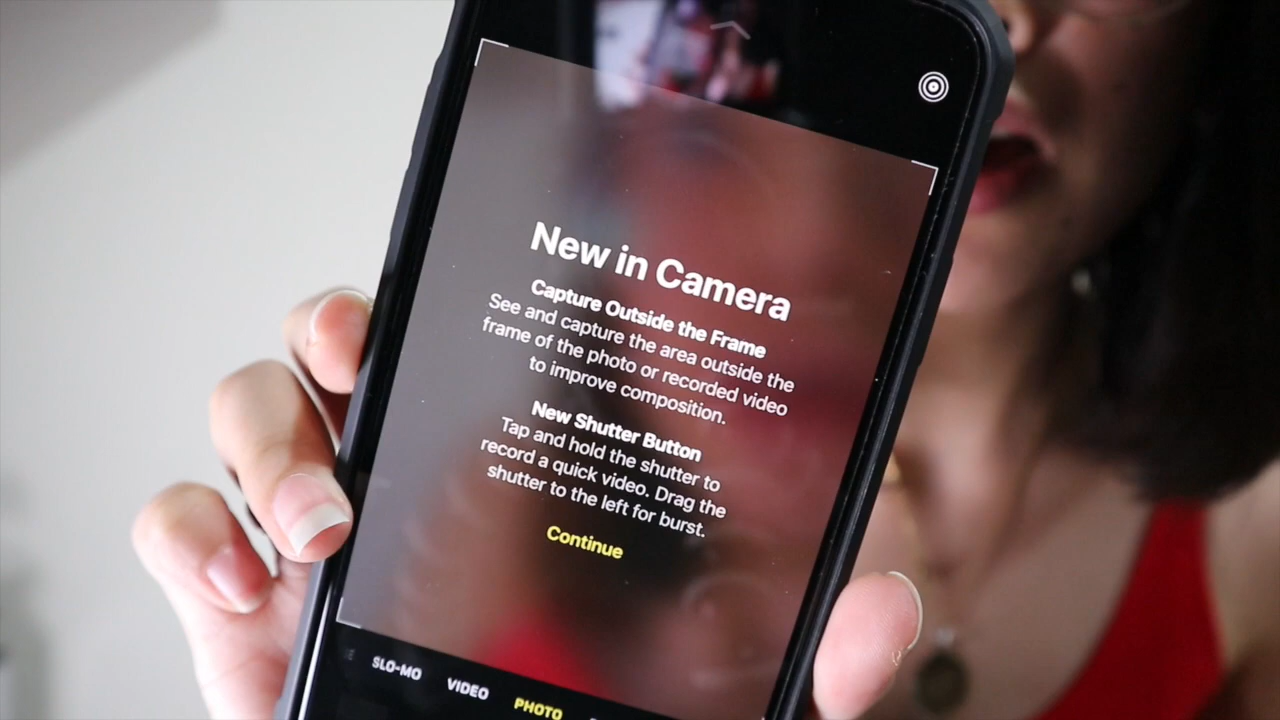 New in Camera
Capture Outside the Frame
See and capture the area outside the
frame of the photo or recorded video
to improve composition.
New Shutter Button
Tap and hold the shutter to
record a quick video. Drag the
shutter to the left for burst.
Continue
SLO-MO VIDEO PHOTO